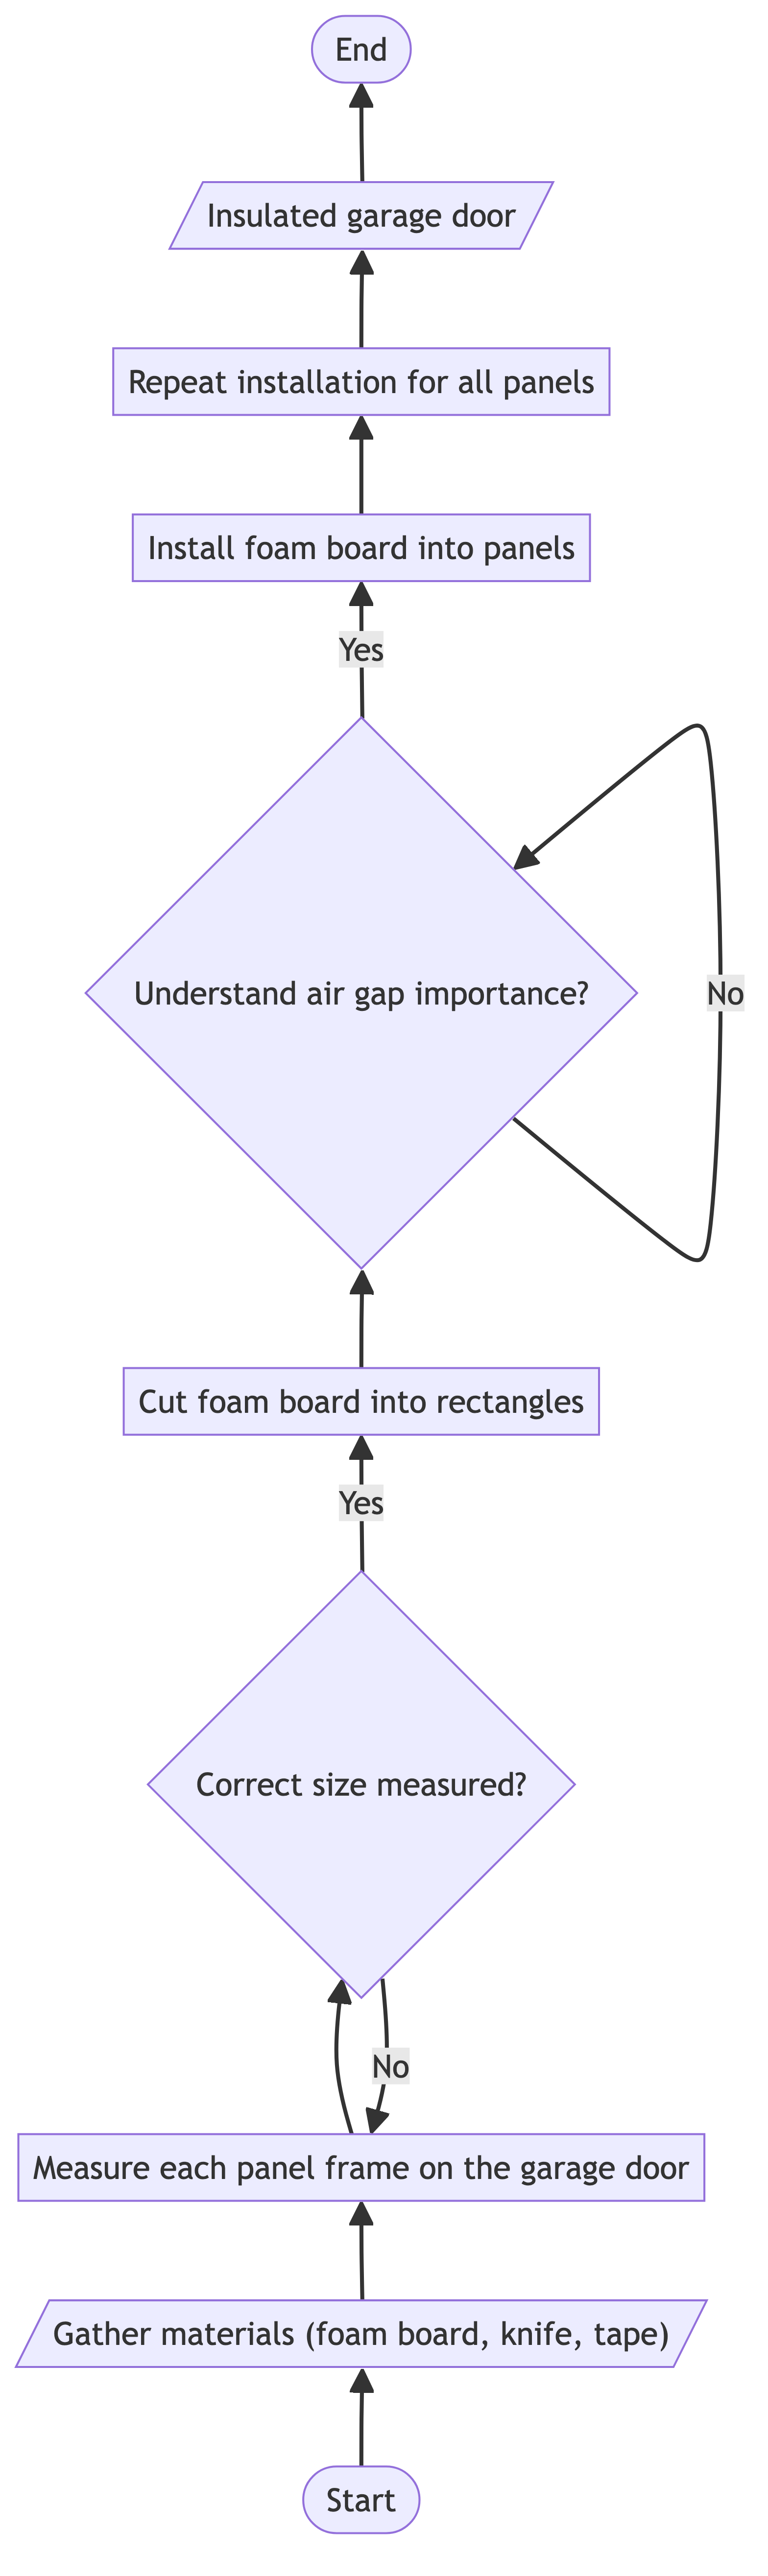 End
Insulated garage door
Repeat installation for all panels
Install foam board into panels
Yes
Understand air gap importance?
No
Cut foam board into rectangles
Yes
Correct size measured?
No
Measure each panel frame on the garage door
Gather materials (foam board, knife, tape)
Start